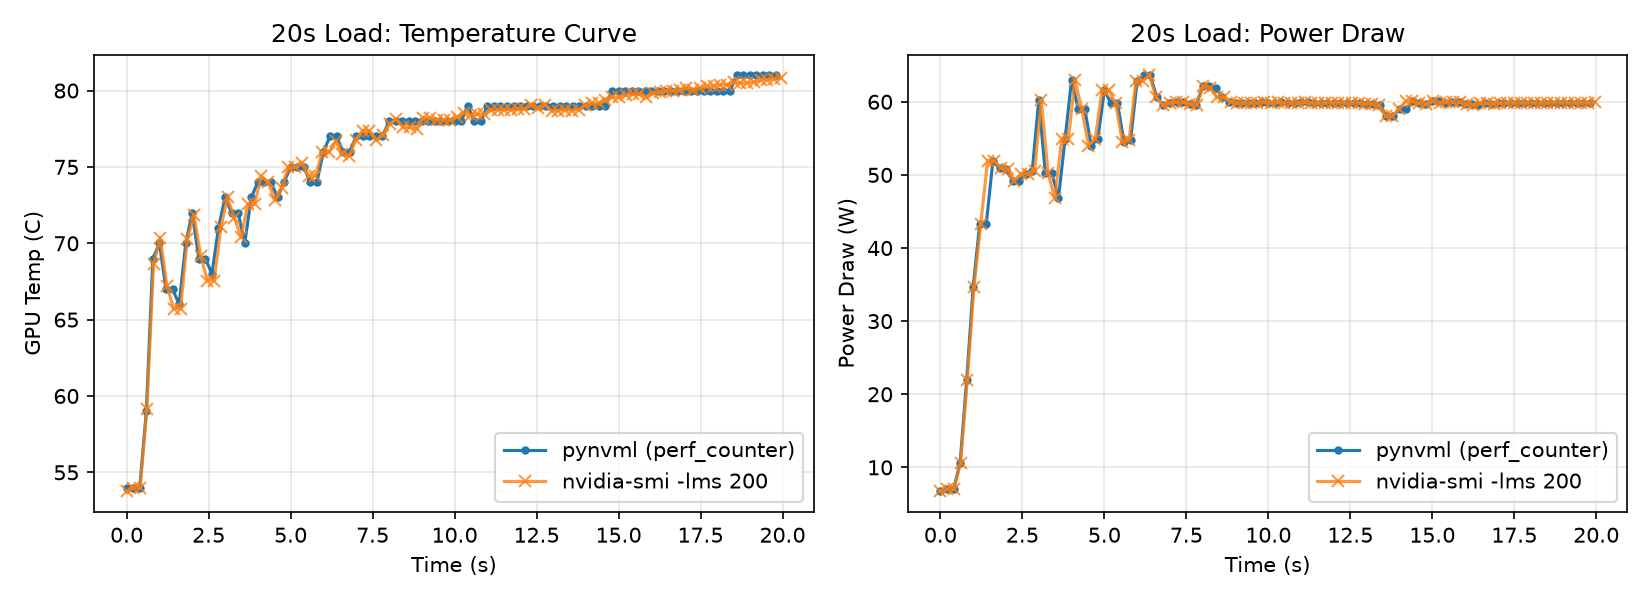 20s Load: Temperature Curve
GPU Temp (C)
80
75
70
65
60
55
0.0 2.5 5.0 7.5 10.0 12.5 15.0 17.5 20.0
Time (s)
pynvml (perf_counter)
nvidia-smi -lms 200
20s Load: Power Draw
Power Draw (W)
60
50
40
30
20
10
0.0 2.5 5.0 7.5 10.0 12.5 15.0 17.5 20.0
Time (s)
pynvml (perf_counter)
nvidia-smi -lms 200